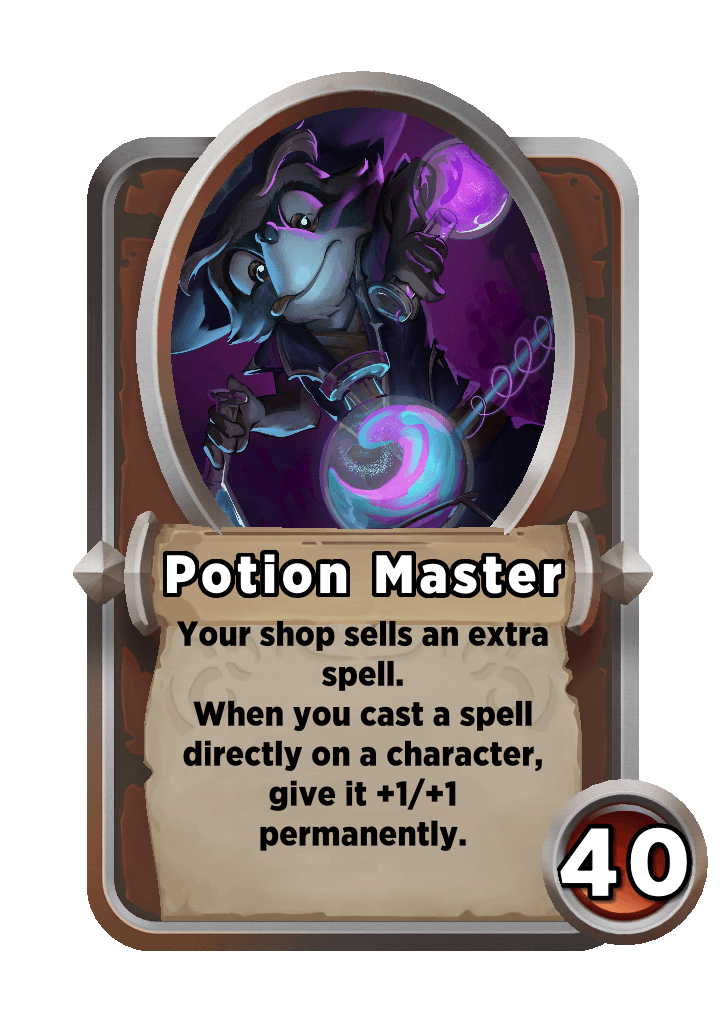 Potion Master
Your shop sells an extra
spell.
When you cast a spell
directly on a character,
give it +1/+1
permanently.
40